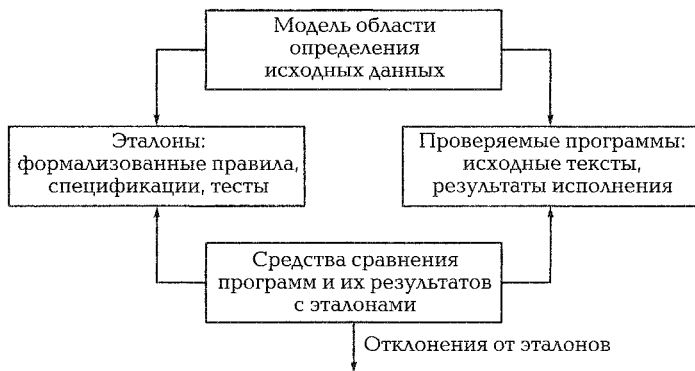 Модель области
определения
исходных данных
Эталоны:
формализованные правила,
спецификации, тесты
Проверяемые программы:
исходные тексты,
результаты исполнения
Средства сравнения
программ и их результатов
с эталонами
Отклонения от эталонов